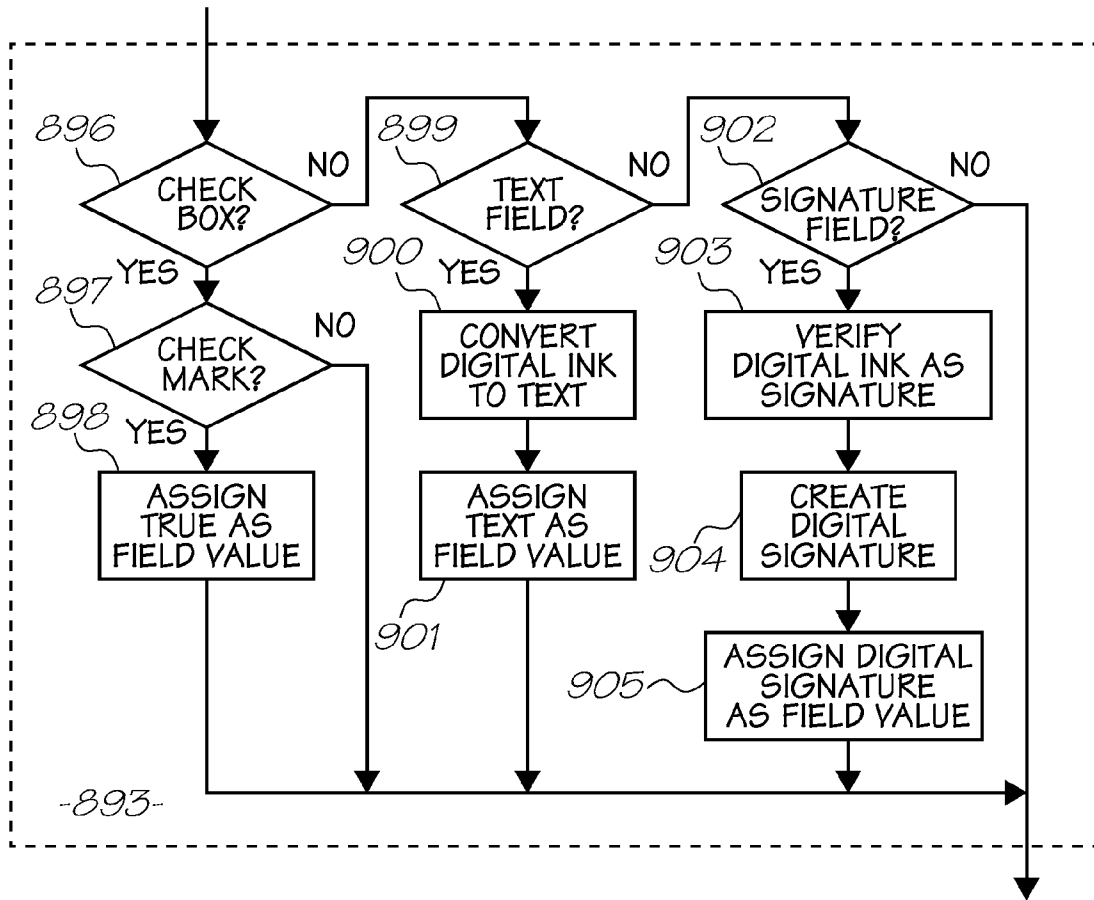 896
CHECK
BOX?
NO
YES
897
CHECK
MARK?
NO
YES
898
ASSIGN
TRUE AS
FIELD VALUE
899
TEXT
FIELD?
NO
YES
900
CONVERT
DIGITAL INK
TO TEXT
ASSIGN
TEXT AS
FIELD VALUE
901
902
SIGNATURE
FIELD?
NO
YES
903
VERIFY
DIGITAL INK AS
SIGNATURE
CREATE
DIGITAL
SIGNATURE
904
ASSIGN DIGITAL
SIGNATURE
AS FIELD VALUE
905
-893-